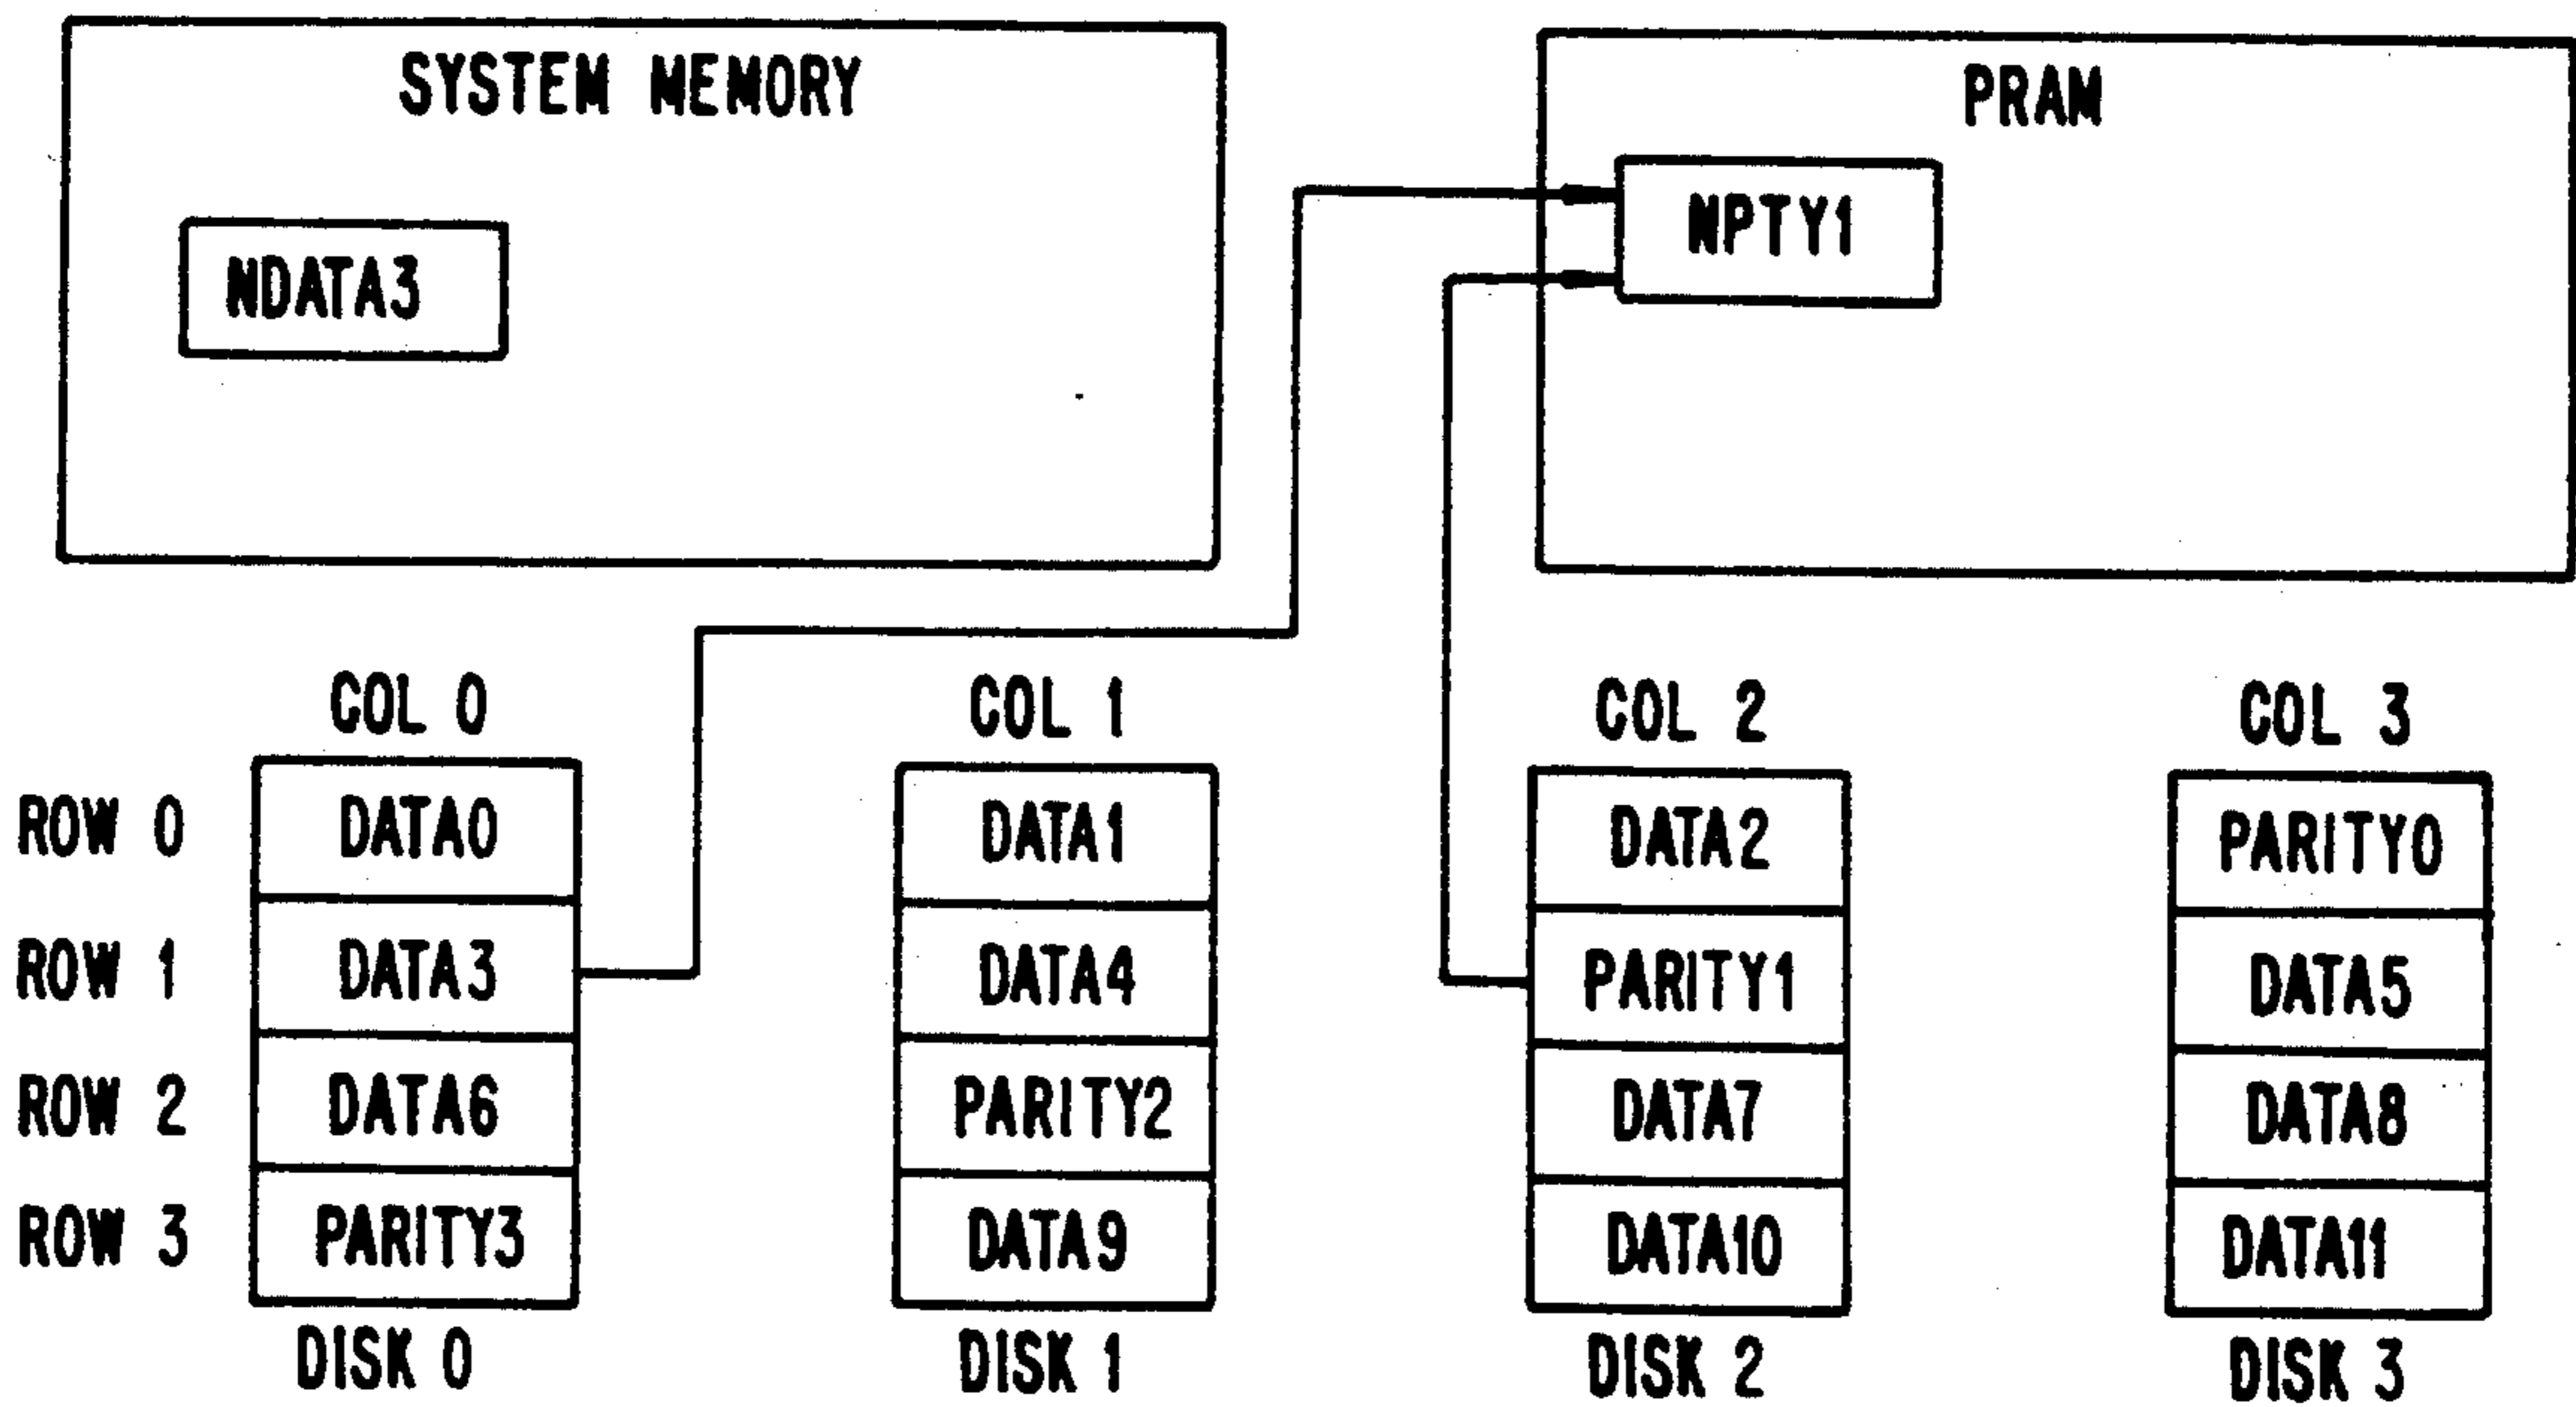 SYSTEM MEMORY
PRAM
NDATA3
NPTY1
COL 0 COL 1 COL 2 COL 3
ROW 0 DATA0 DATA1 DATA2 PARITY0
ROW 1 DATA3 DATA4 PARITY1 DATA5
ROW 2 DATA6 PARITY2 DATA7 DATA8
ROW 3 PARITY3 DATA9 DATA10 DATA11
DISK 0 DISK 1 DISK 2 DISK 3